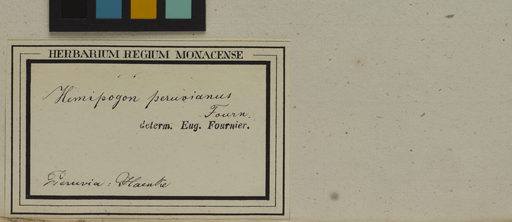 HERBARIUM REGIUM MONACENSE
Hemipogon peruvianus
Fourn.
determ. Eug. Fournier.
Peruvia: Haenke